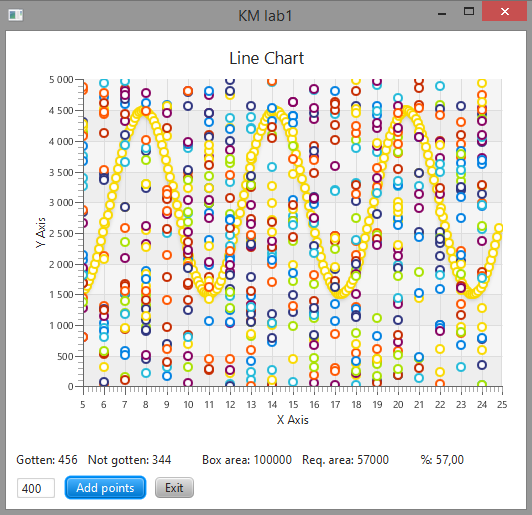 KM lab1
Line Chart
5 000
4 500
4 000
3 500
3 000
2 500
2 000
1 500
1 000
500
0
Y Axis
5 6 7 8 9 10 11 12 13 14 15 16 17 18 19 20 21 22 23 24 25
X Axis
Gotten: 456 Not gotten: 344 Box area: 100000 Req. area: 57000 %: 57,00
400 Add points Exit